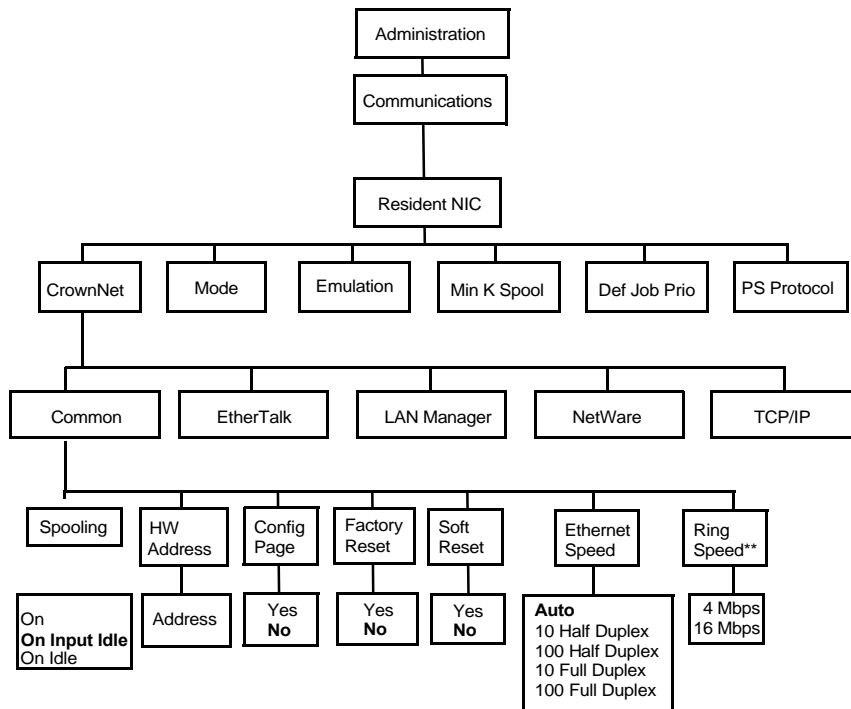 Administration
Communications
Resident NIC
CrownNet
Mode
Emulation
Min K Spool
Def Job Prio
PS Protocol
Common
EtherTalk
LAN Manager
NetWare
TCP/IP
Spooling
HW
Address
Config
Page
Factory
Reset
Soft
Reset
Ethernet
Speed
Ring
Speed**
On
On Input Idle
On Idle
Address
Yes
No
Yes
No
Yes
No
Auto
10 Half Duplex
100 Half Duplex
10 Full Duplex
100 Full Duplex
4 Mbps
16 Mbps